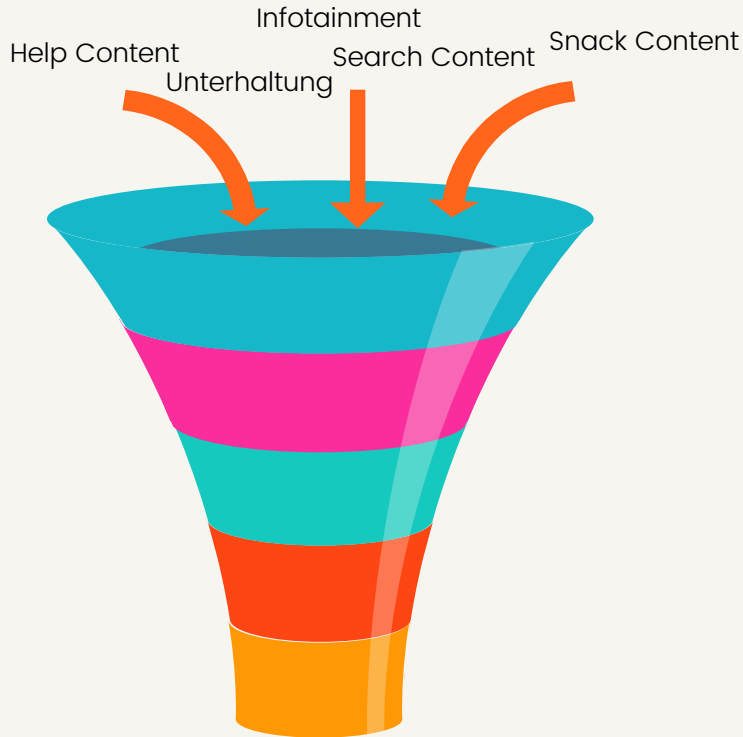 Infotainment
Help Content
Search Content
Snack Content
Unterhaltung